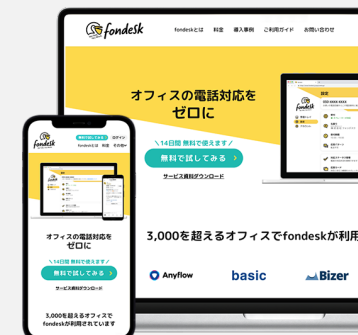 fondesk
fondeskとは 料金 導入事例 ご利用ガイド お問い合わせ
オフィスの電話対応を
ゼロに
\14日間 無料で使えます/
無料で試してみる
サービス資料ダウンロード
3,000を超えるオフィスでfondeskが利用
Anyflow
basic
Bizer
fondesk
無料で試してみる ログイン
fondeskとは 料金 その他
オフィスの電話対応を
ゼロに
\14日間 無料で使えます/
無料で試してみる
サービス資料ダウンロード
3,000を超えるオフィスで
fondeskが利用されています